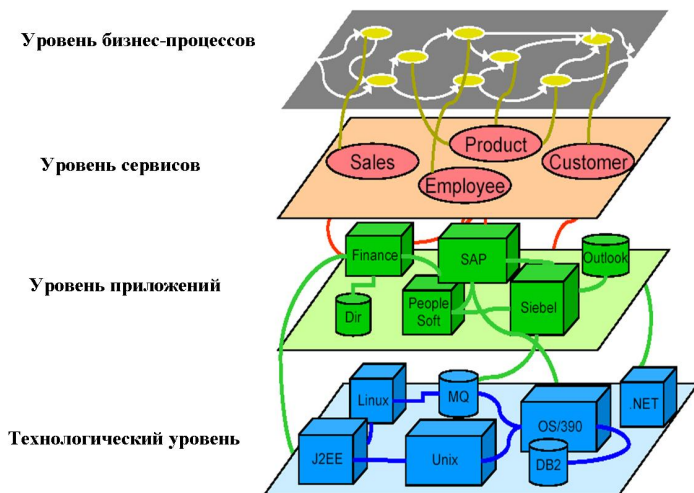 Уровень бизнес-процессов
Уровень сервисов
Sales
Product
Employee
Customer
Уровень приложений
Finance
SAP
Outlook
Dir
People
Soft
Siebel
Технологический уровень
Linux
MQ
OS/390
.NET
J2EE
Unix
DB2